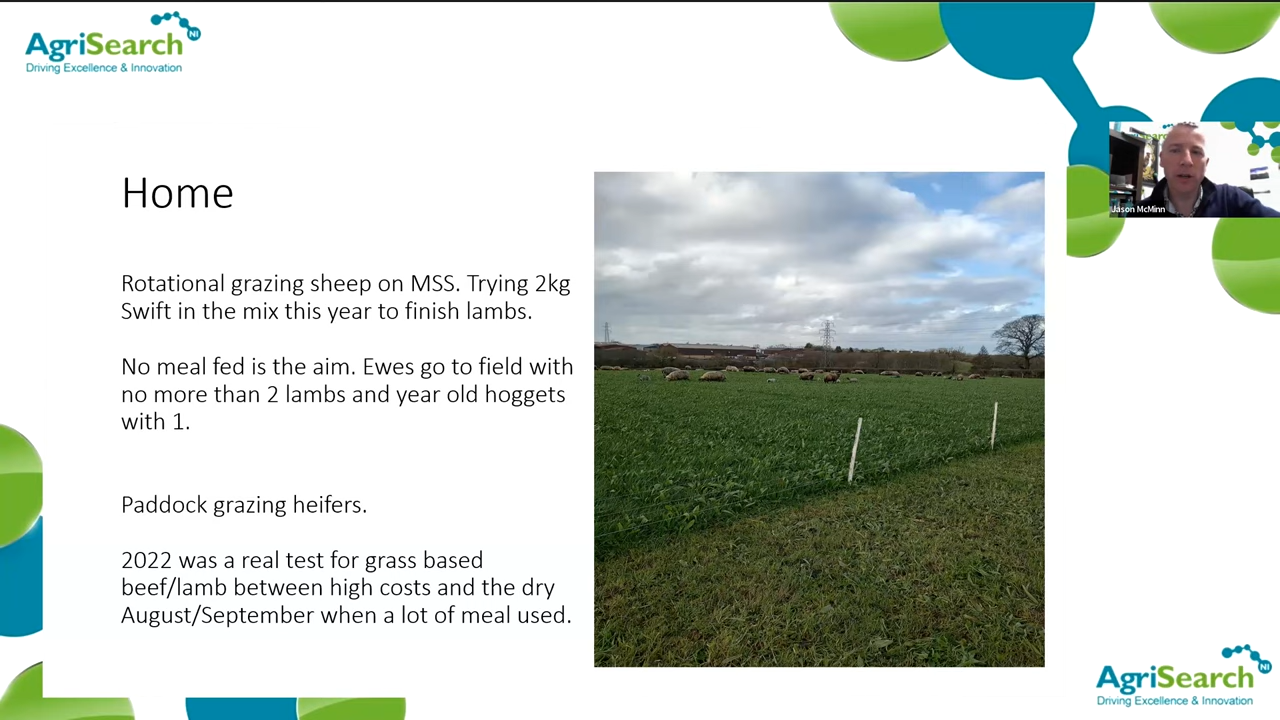 AgriSearch NI
Driving Excellence & Innovation
Jason McMinn
Home
Rotational grazing sheep on MSS. Trying 2kg
Swift in the mix this year to finish lambs.
No meal fed is the aim. Ewes go to field with
no more than 2 lambs and year old hoggets
with 1.
Paddock grazing heifers.
2022 was a real test for grass based
beef/lamb between high costs and the dry
August/September when a lot of meal used.
AgriSearch NI
Driving Excellence & Innovation